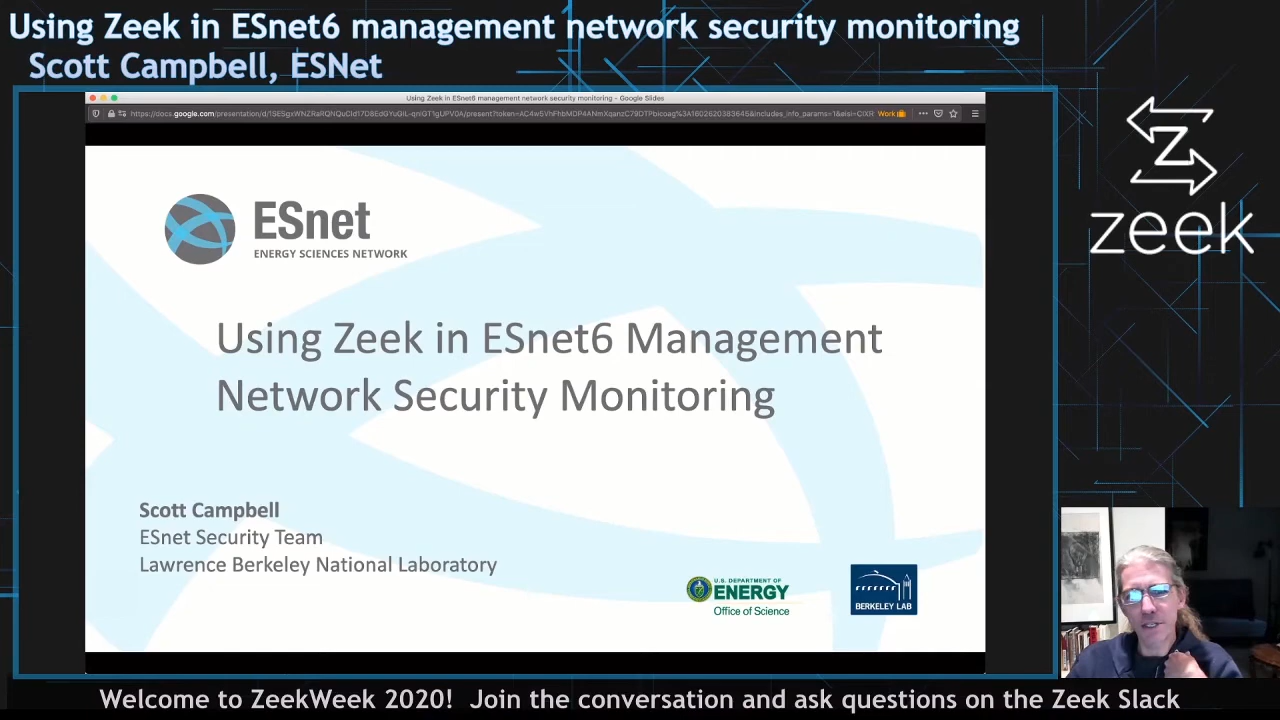 Using Zeek in ESnet6 management network security monitoring
Scott Campbell, ESNet
Using Zeek in ESnet6 management network security monitoring - Google Slides
Work
zeek
ESnet
ENERGY SCIENCES NETWORK
Using Zeek in ESnet6 Management
Network Security Monitoring
Scott Campbell
ESnet Security Team
Lawrence Berkeley National Laboratory
U.S. DEPARTMENT OF
ENERGY
Office of Science
BERKELEY LAB
Welcome to ZeekWeek 2020! Join the conversation and ask questions on the Zeek Slack